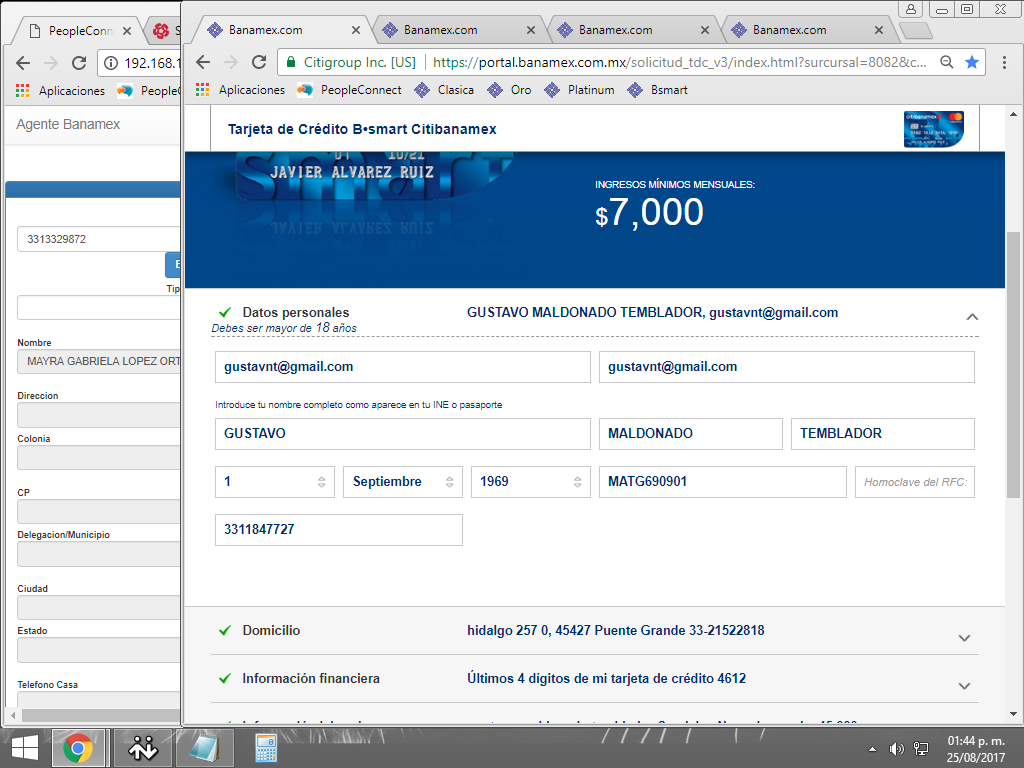 PeopleConn
S
192.168.1
Aplicaciones
PeopleC
Agente Banamex
3313329872
E
Tip
Nombre
MAYRA GABRIELA LOPEZ ORT
Direccion
Colonia
CP
Delegacion/Municipio
Ciudad
Estado
Telefono Casa
Banamex.com
Banamex.com
Banamex.com
Banamex.com
Citigroup Inc. [US]
https://portal.banamex.com.mx/solicitud_tdc_v3/index.html?sursursal=8082&c...
Aplicaciones
PeopleConnect
Clasica
Oro
Platinum
Bsmart
Tarjeta de Crédito B•smart Citibanamex
citibanamex
smart
04 10/21
JAVIER ALVAREZ RUIZ
INGRESOS MÍNIMOS MENSUALES:
$7,000
Datos personales GUSTAVO MALDONADO TEMBLADOR, gustavnt@gmail.com
Debes ser mayor de 18 años
gustavnt@gmail.com gustavnt@gmail.com
Introduce tu nombre completo como aparece en tu INE o pasaporte
GUSTAVO MALDONADO TEMBLADOR
1 Septiembre 1969 MATG690901 Homoclave del RFC:
3311847727
Domicilio hidalgo 257 0, 45427 Puente Grande 33-21522818
Información financiera Últimos 4 dígitos de mi tarjeta de crédito 4612
01:44 p. m.
25/08/2017